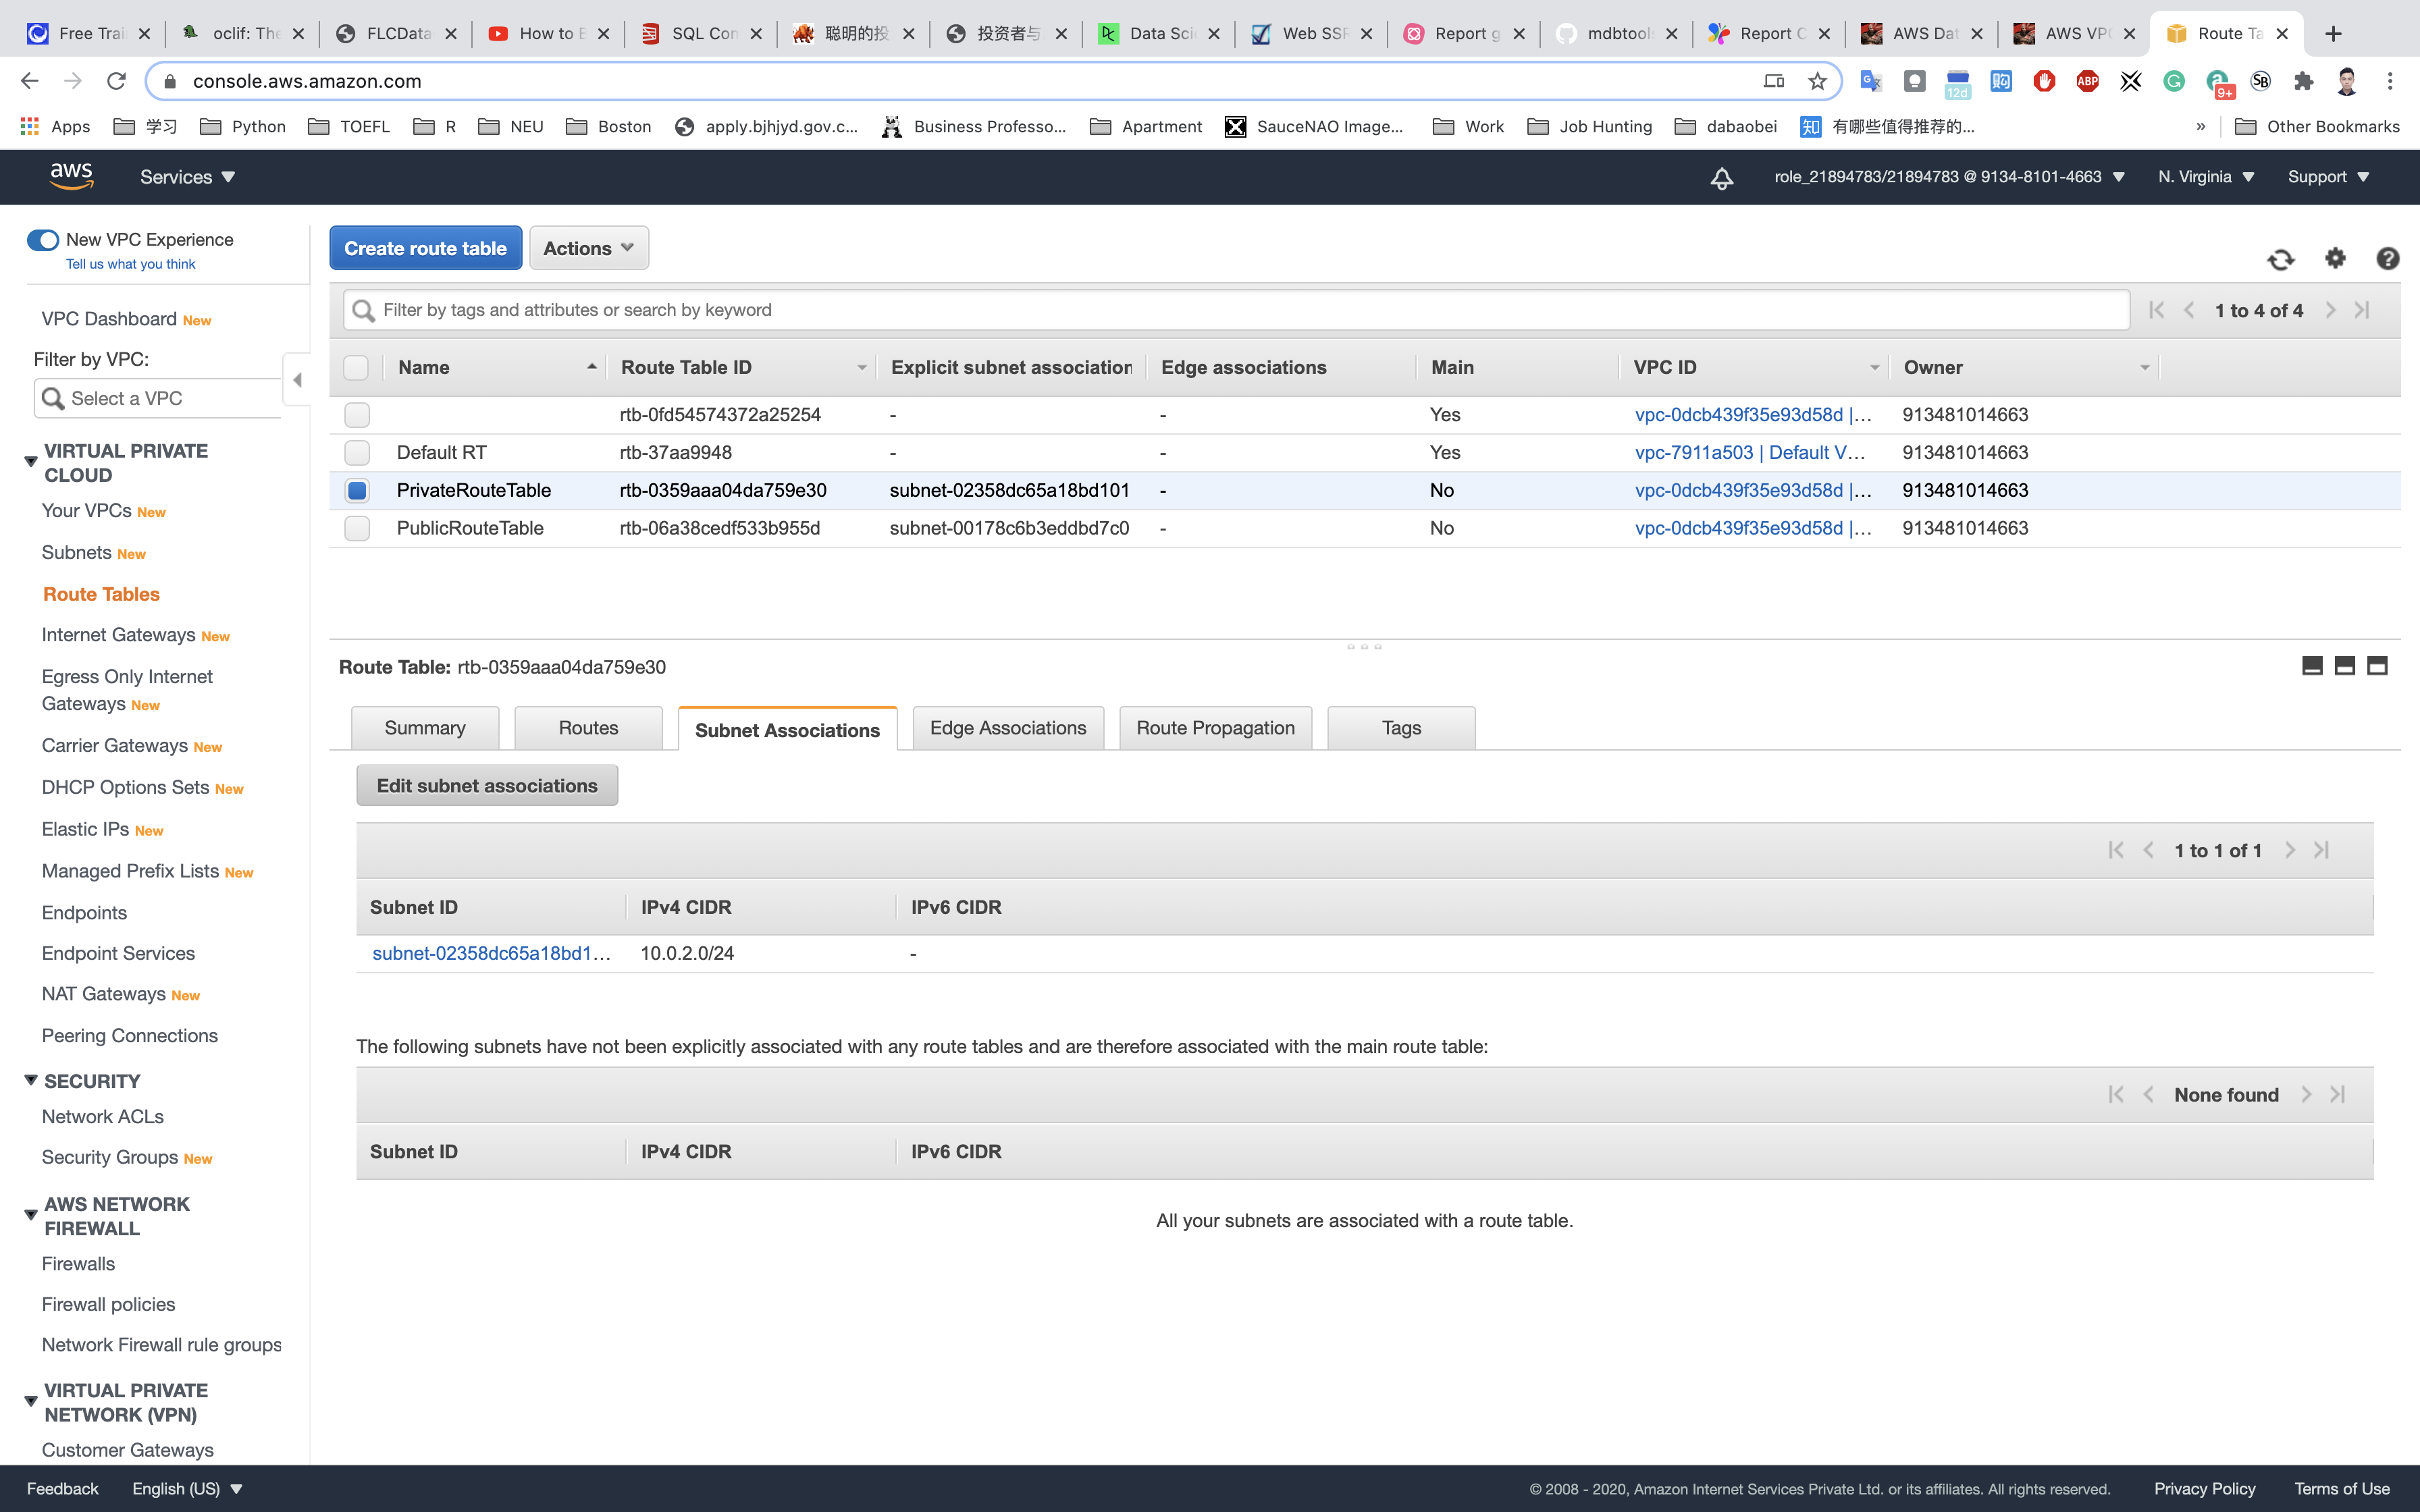 Free Trai
oclif: The
FLCData
How to E
SQL Con
聪明的投
投资者与
Data Sci
Web SSF
Report g
mdbtools
Report C
AWS Dat
AWS VPC
Route Ta
console.aws.amazon.com
12d
ABP
9+
SB
Apps
学习
Python
TOEFL
R
NEU
Boston
apply.bjhjyd.gov.c...
Business Professo...
Apartment
SauceNAO Image...
Work
Job Hunting
dabaobei
知 有哪些值得推荐的...
»
Other Bookmarks
aws
Services
role_21894783/21894783 @ 9134-8101-4663
N. Virginia
Support
New VPC Experience
Tell us what you think
VPC Dashboard New
Filter by VPC:
Select a VPC
VIRTUAL PRIVATE
CLOUD
Your VPCs New
Subnets New
Route Tables
Internet Gateways New
Egress Only Internet
Gateways New
Carrier Gateways New
DHCP Options Sets New
Elastic IPs New
Managed Prefix Lists New
Endpoints
Endpoint Services
NAT Gateways New
Peering Connections
SECURITY
Network ACLs
Security Groups New
AWS NETWORK
FIREWALL
Firewalls
Firewall policies
Network Firewall rule groups
VIRTUAL PRIVATE
NETWORK (VPN)
Customer Gateways
Create route table
Actions
Filter by tags and attributes or search by keyword
1 to 4 of 4
Name Route Table ID Explicit subnet association Edge associations Main VPC ID Owner
rtb-0fd54574372a25254 - - Yes vpc-0dcb439f35e93d58d |... 913481014663
Default RT rtb-37aa9948 - - Yes vpc-7911a503 | Default V... 913481014663
PrivateRouteTable rtb-0359aaa04da759e30 subnet-02358dc65a18bd101 - No vpc-0dcb439f35e93d58d |... 913481014663
PublicRouteTable rtb-06a38cedf533b955d subnet-00178c6b3eddbd7c0 - No vpc-0dcb439f35e93d58d |... 913481014663
Route Table: rtb-0359aaa04da759e30
Summary
Routes
Subnet Associations
Edge Associations
Route Propagation
Tags
Edit subnet associations
1 to 1 of 1
Subnet ID IPv4 CIDR IPv6 CIDR
subnet-02358dc65a18bd1... 10.0.2.0/24 -
The following subnets have not been explicitly associated with any route tables and are therefore associated with the main route table:
None found
Subnet ID IPv4 CIDR IPv6 CIDR
All your subnets are associated with a route table.
Feedback
English (US)
© 2008 - 2020, Amazon Internet Services Private Ltd. or its affiliates. All rights reserved.
Privacy Policy
Terms of Use